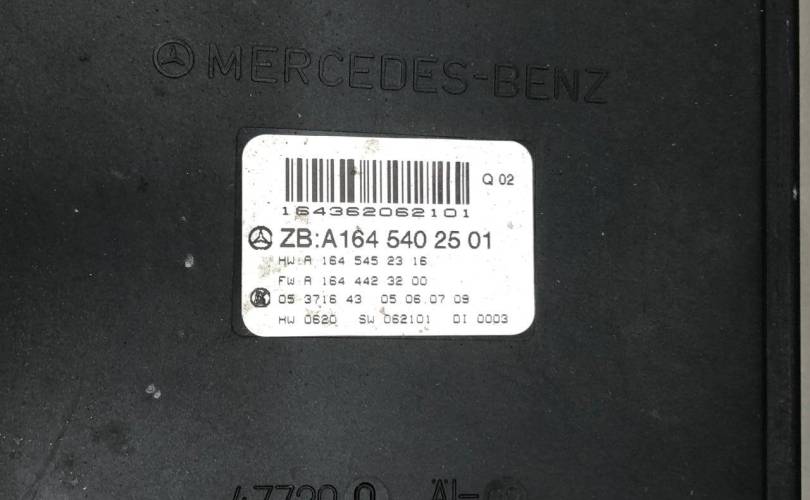 MERCEDES-BENZ
Q 02
164362062101
ZB:A164 540 25 01
HW A 164 545 23 16
FW A 164 442 32 00
05 3716 43 05 06.07 09
HW 0620 SW 062101 DI 0003